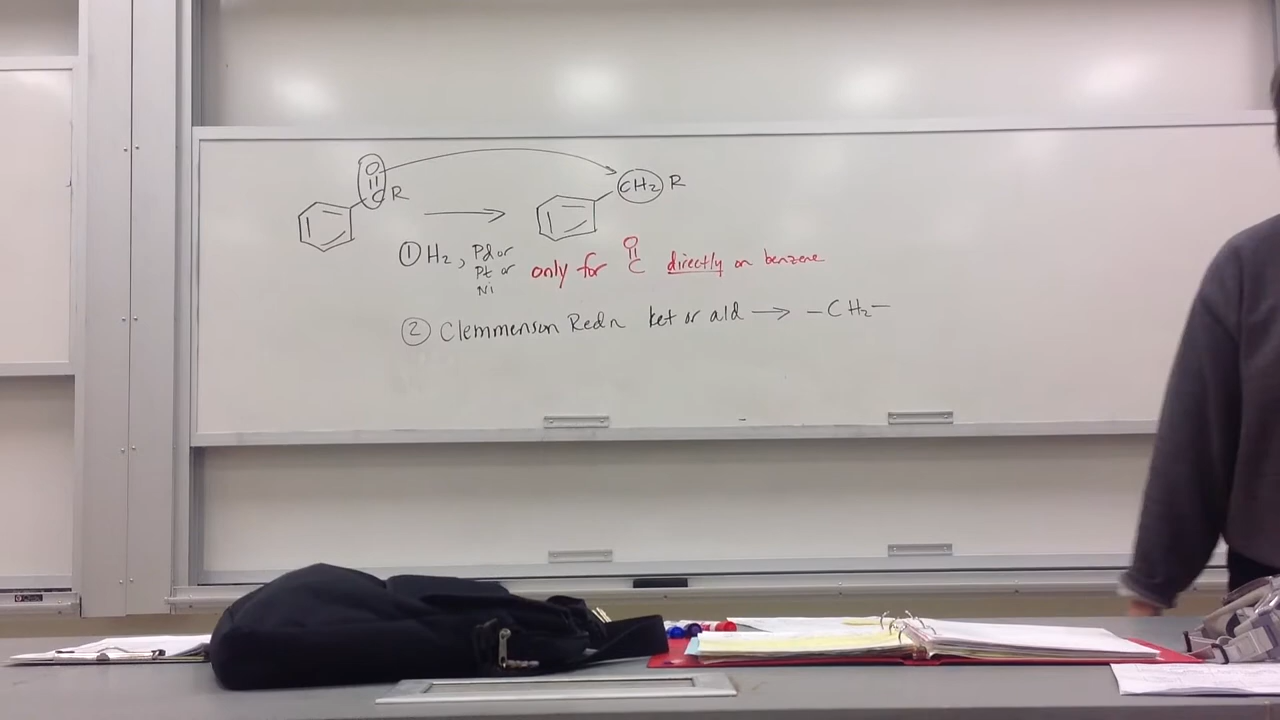 O
C R
CH2 R
① H2, Pd or
Pt or
Ni
only for C=O directly on benzene
② Clemmenson Redn ket or ald → –CH2–